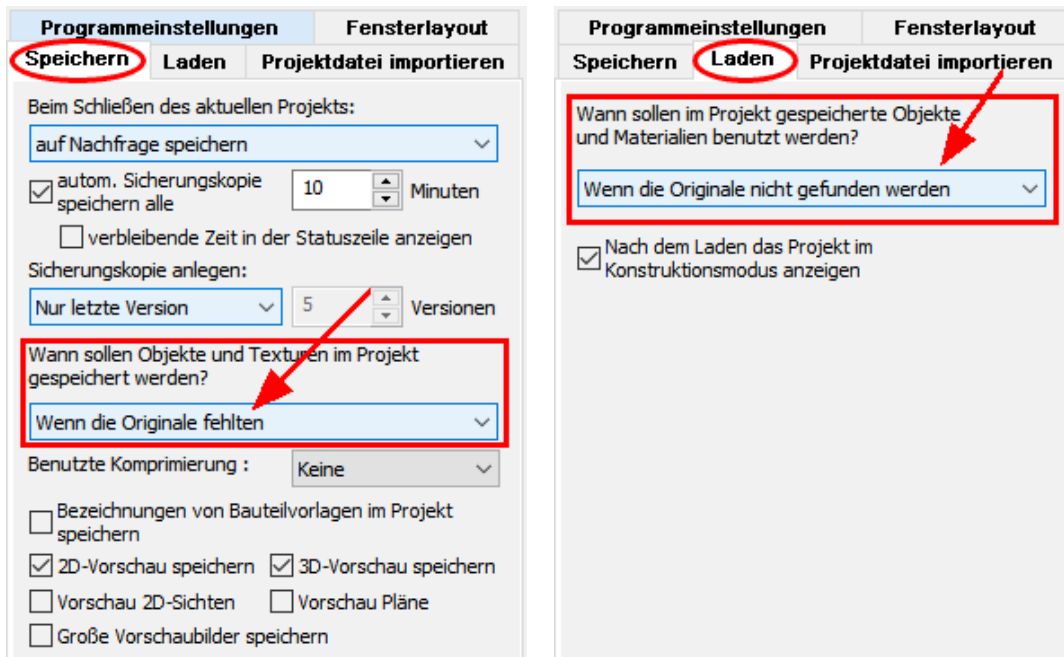 Programmeinstellungen Fensterlayout
Speichern Laden Projektdatei importieren
Beim Schließen des aktuellen Projekts:
auf Nachfrage speichern
autom. Sicherungskopie
speichern alle
10
Minuten
verbleibende Zeit in der Statuszeile anzeigen
Sicherungskopie anlegen:
Nur letzte Version
5
Versionen
Wann sollen Objekte und Texturen im Projekt
gespeichert werden?
Wenn die Originale fehlten
Benutzte Komprimierung :
Keine
Bezeichnungen von Bauteilvorlagen im Projekt
speichern
2D-Vorschau speichern 3D-Vorschau speichern
Vorschau 2D-Sichten Vorschau Pläne
Große Vorschaubilder speichern
Programmeinstellungen Fensterlayout
Speichern Laden Projektdatei importieren
Wann sollen im Projekt gespeicherte Objekte
und Materialien benutzt werden?
Wenn die Originale nicht gefunden werden
Nach dem Laden das Projekt im
Konstruktionsmodus anzeigen